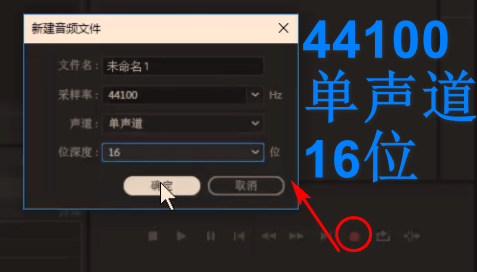 新建音频文件
文件名: 未命名 1
采样率: 44100 Hz
声道: 单声道
位深度: 16 位
确定 取消
44100
单声道
16位